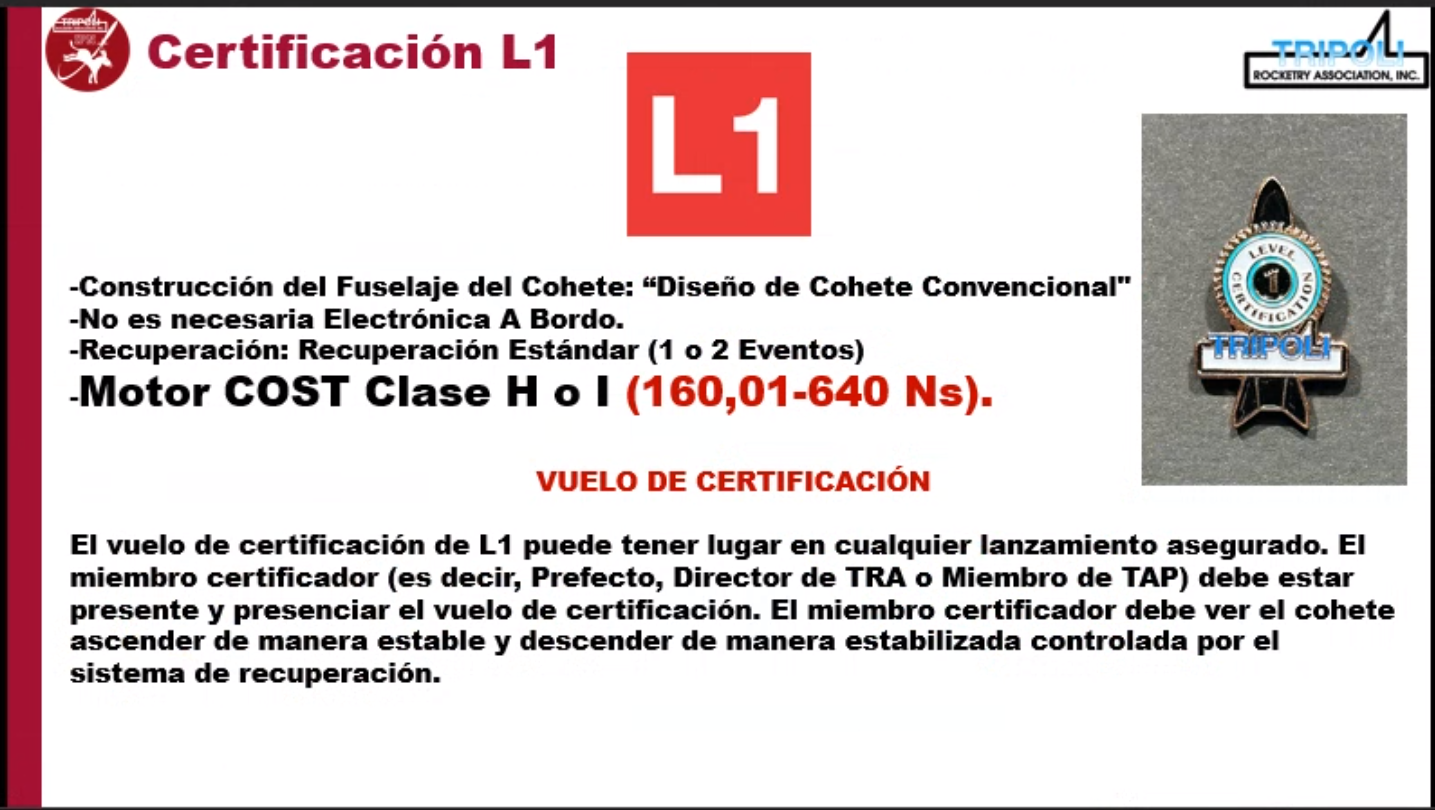 TRIPOLI
Certificación L1
TRIPOLI
ROCKETRY ASSOCIATION, INC.
L1
LEVEL
1
CERTIFICATION
TRIPOLI
-Construcción del Fuselaje del Cohete: “Diseño de Cohete Convencional"
-No es necesaria Electrónica A Bordo.
-Recuperación: Recuperación Estándar (1 o 2 Eventos)
-Motor COST Clase H o I (160,01-640 Ns).
VUELO DE CERTIFICACIÓN
El vuelo de certificación de L1 puede tener lugar en cualquier lanzamiento asegurado. El
miembro certificador (es decir, Prefecto, Director de TRA o Miembro de TAP) debe estar
presente y presenciar el vuelo de certificación. El miembro certificador debe ver el cohete
ascender de manera estable y descender de manera estabilizada controlada por el
sistema de recuperación.